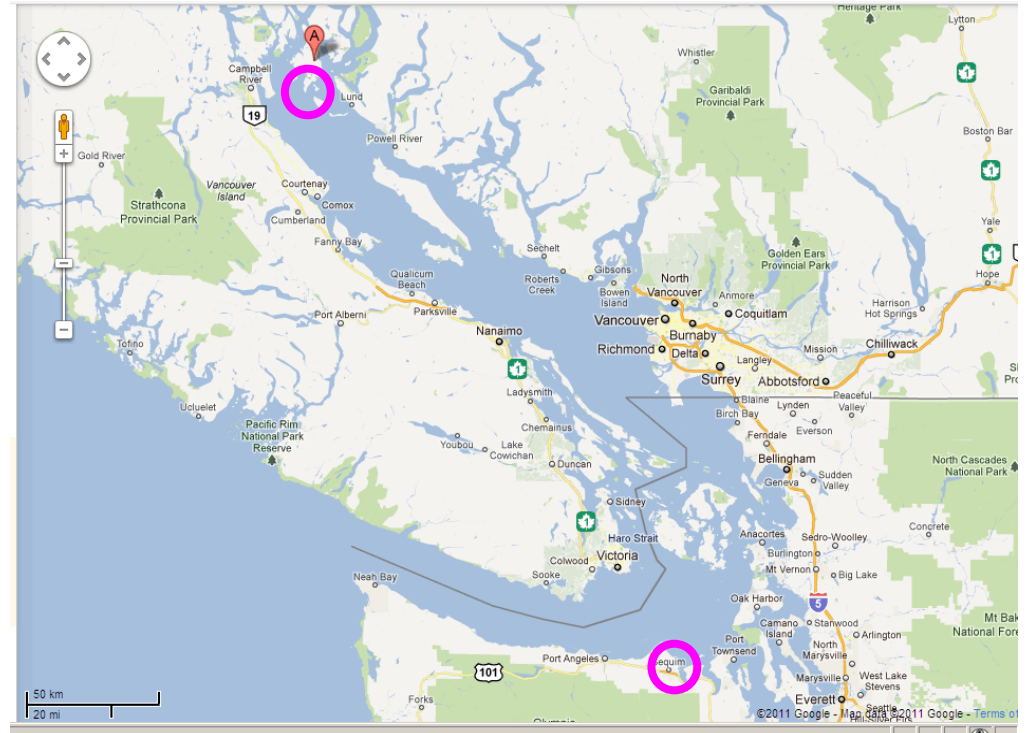 Heritage Park
Lytton
A
Whistler
Campbell
River
Garibaldi
Provincial Park
Lund
19
Powell River
Boston Bar
Gold River
1
Vancouver
Island
Courtenay
Comox
Strathcona
Provincial Park
Cumberland
Yale
Fanny Bay
Sechelt
Golden Ears
Provincial Park
1
Hope
Qualicum
Beach
Roberts
Creek
Gibsons
Bowen
Island
North
Vancouver
Anmore
Coquitlam
Harrison
Hot Springs
Parksville
Port Alberni
Vancouver
Burnaby
Nanaimo
Richmond
Delta
Langley
Mission
Chilliwack
Tofino
1
Surrey
Abbotsford
Ladysmith
Blaine
Birch Bay
Lynden
Peaceful
Valley
Ucluelet
Chemainus
Everson
Pacific Rim
National Park
Reserve
Youbou
Lake
Cowichan
Ferndale
Bellingham
Duncan
Geneva
Sudden
Valley
North Cascades
National Park
Sidney
1
Concrete
Haro Strait
Anacortes
Sedro-Woolley
Burlington
Colwood
Victoria
Mt Vernon
Big Lake
Sooke
Neah Bay
Oak Harbor
5
Camano
Island
Stanwood
Arlington
Port
Townsend
North
Marysville
Port Angeles
101
Marysville
West Lake
Stevens
50 km
20 mi
Forks
Everett
Seattle
©2011 Google - Map data ©2011 Google - Terms of